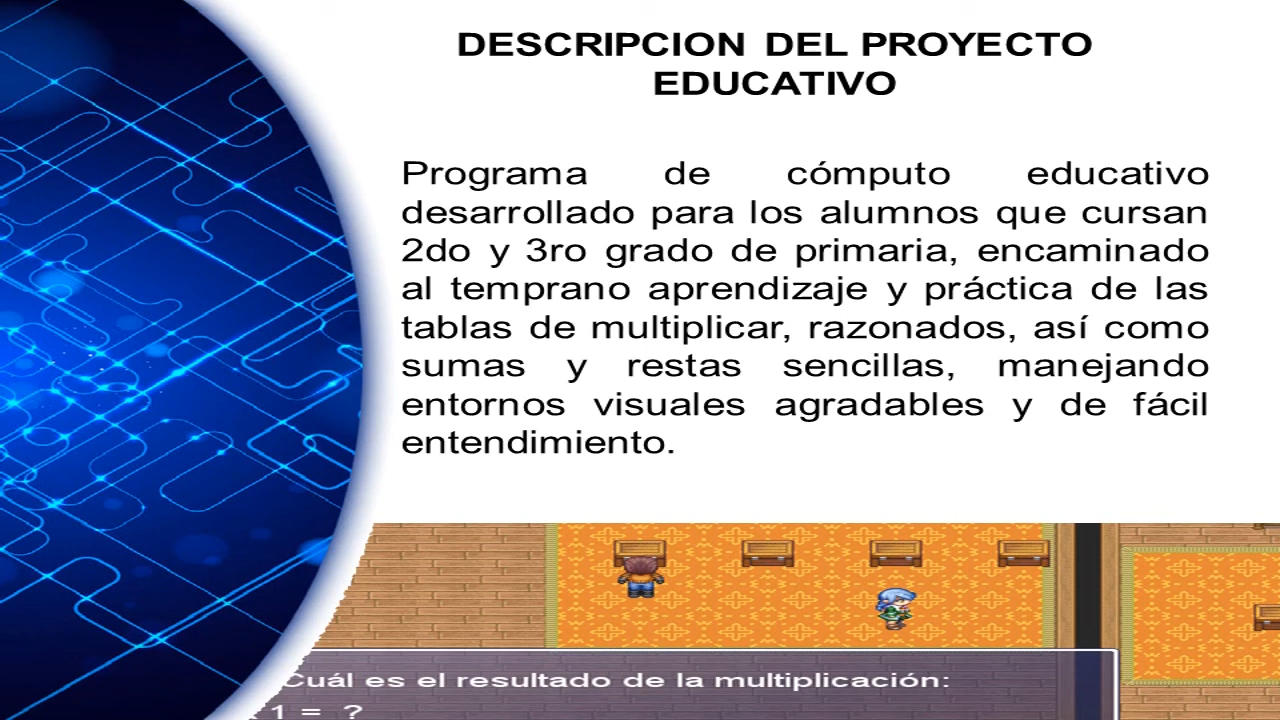 DESCRIPCION DEL PROYECTO
EDUCATIVO
Programa de cómputo educativo
desarrollado para los alumnos que cursan
2do y 3ro grado de primaria, encaminado
al temprano aprendizaje y práctica de las
tablas de multiplicar, razonados, así como
sumas y restas sencillas, manejando
entornos visuales agradables y de fácil
entendimiento.
Cuál es el resultado de la multiplicación:
1 = ?